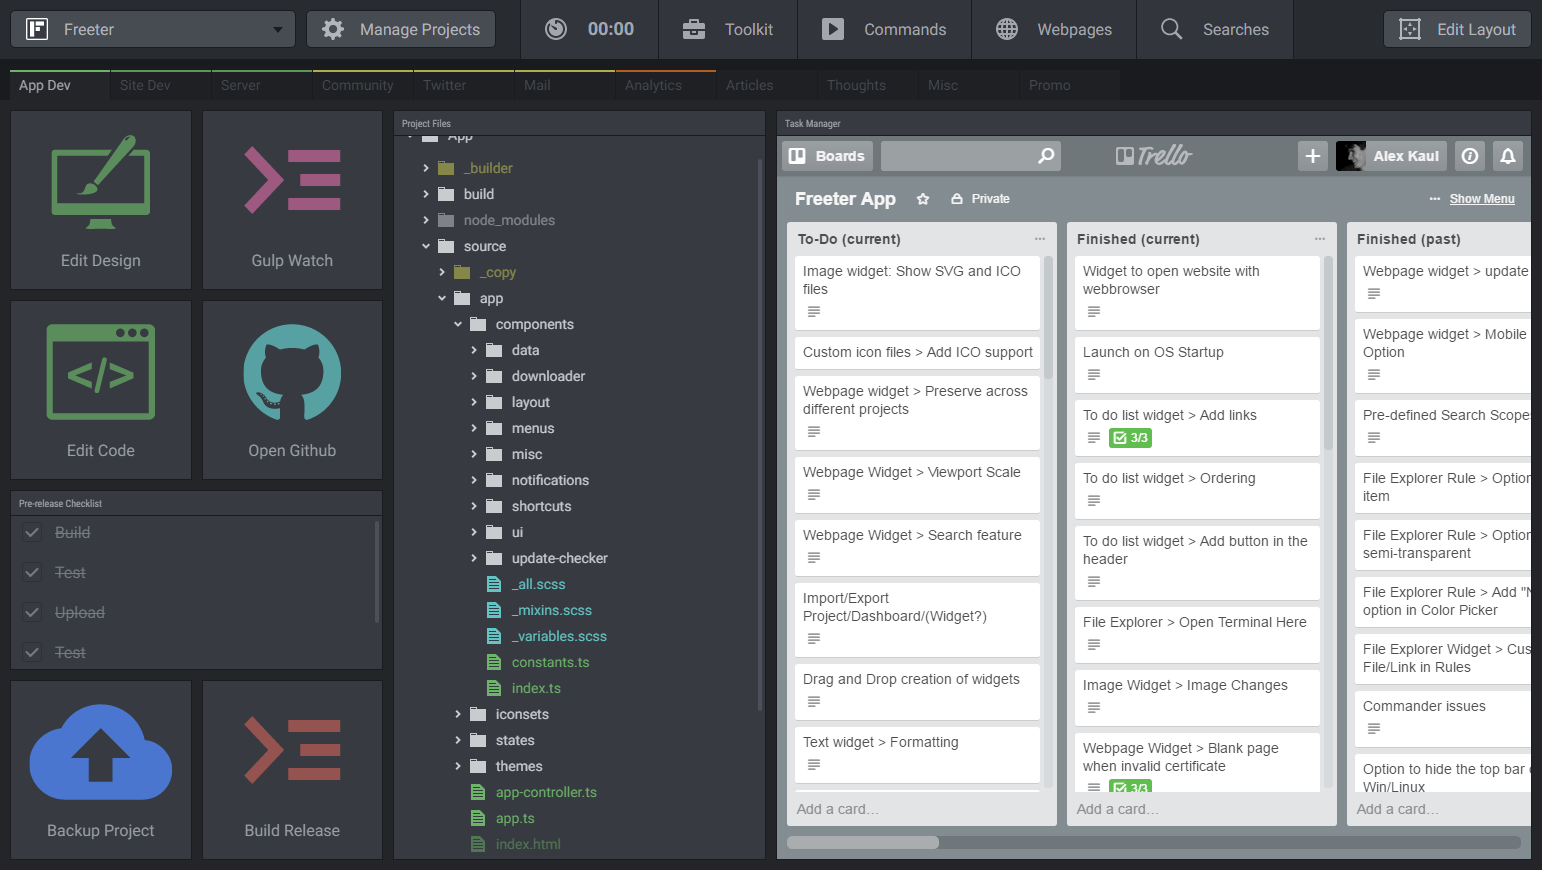 Freeter
Manage Projects
00:00
Toolkit
Commands
Webpages
Searches
Edit Layout
App Dev
Site Dev
Server
Community
Twitter
Mail
Analytics
Articles
Thoughts
Misc
Promo
Edit Design
Gulp Watch
Edit Code
</>
Open Github
Pre-release Checklist
Build
Test
Upload
Test
Backup Project
Build Release
Project Files
App
_builder
build
node_modules
source
_copy
app
components
data
downloader
layout
menus
misc
notifications
shortcuts
ui
update-checker
_all.scss
_mixins.scss
_variables.scss
constants.ts
index.ts
iconsets
states
themes
app-controller.ts
app.ts
index.html
Task Manager
Boards
Trello
Alex Kaul
Freeter App
Private
Show Menu
To-Do (current)
Image widget: Show SVG and ICO
files
Custom icon files > Add ICO support
Webpage widget > Preserve across
different projects
Webpage Widget > Viewport Scale
Webpage Widget > Search feature
Import/Export
Project/Dashboard/(Widget?)
Drag and Drop creation of widgets
Text widget > Formatting
Add a card...
Finished (current)
Widget to open website with
webbrowser
Launch on OS Startup
To do list widget > Add links
3/3
To do list widget > Ordering
To do list widget > Add button in the
header
File Explorer > Open Terminal Here
Image Widget > Image Changes
Webpage Widget > Blank page
when invalid certificate
3/3
Add a card...
Finished (past)
Webpage widget > update
Webpage widget > Mobile
Option
Pre-defined Search Scope
File Explorer Rule > Option
item
File Explorer Rule > Option
semi-transparent
File Explorer Rule > Add "N
option in Color Picker
File Explorer Widget > Cus
File/Link in Rules
Commander issues
Option to hide the top bar
Win/Linux
Add a card...